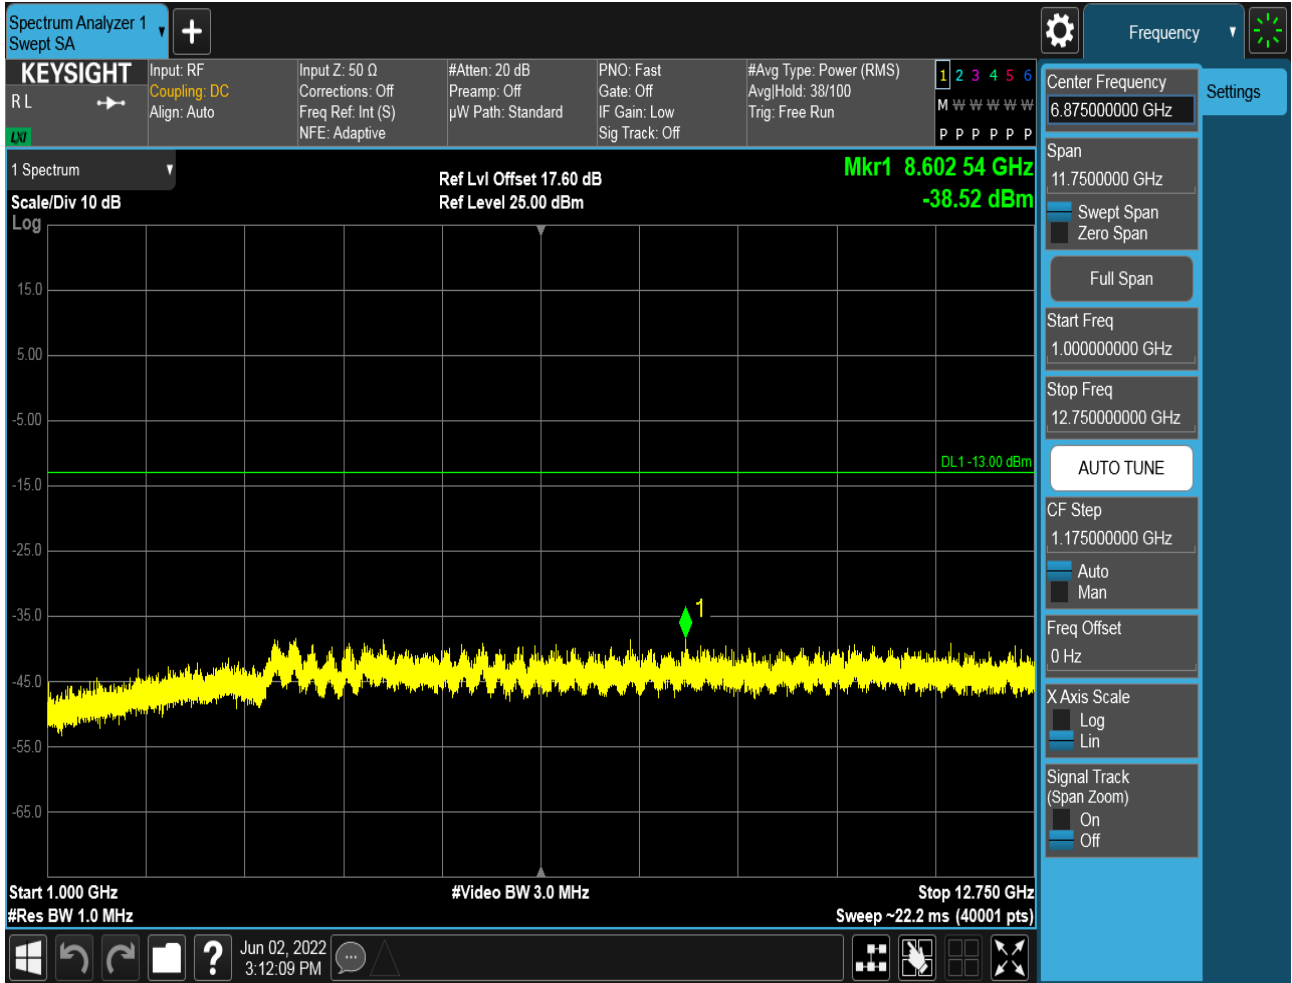 Spectrum Analyzer 1
Swept SA
+
Frequency
KEYSIGHT
R L
LXI
Input: RF
Coupling: DC
Align: Auto
Input Z: 50 Ω
Corrections: Off
Freq Ref: Int (S)
NFE: Adaptive
#Atten: 20 dB
Preamp: Off
µW Path: Standard
PNO: Fast
Gate: Off
IF Gain: Low
Sig Track: Off
#Avg Type: Power (RMS)
Avg|Hold: 38/100
Trig: Free Run
1 2 3 4 5 6
M W W W W W
P P P P P P
1 Spectrum
Scale/Div 10 dB
Log
Ref Lvl Offset 17.60 dB
Ref Level 25.00 dBm
Mkr1 8.602 54 GHz
-38.52 dBm
15.0
5.00
-5.00
-15.0
-25.0
-35.0
-45.0
-55.0
-65.0
DL1 -13.00 dBm
1
Start 1.000 GHz
#Res BW 1.0 MHz
#Video BW 3.0 MHz
Stop 12.750 GHz
Sweep ~22.2 ms (40001 pts)
Center Frequency
6.875000000 GHz
Span
11.7500000 GHz
Swept Span
Zero Span
Full Span
Start Freq
1.000000000 GHz
Stop Freq
12.750000000 GHz
AUTO TUNE
CF Step
1.175000000 GHz
Auto
Man
Freq Offset
0 Hz
X Axis Scale
Log
Lin
Signal Track
(Span Zoom)
On
Off
Settings
?
Jun 02, 2022
3:12:09 PM